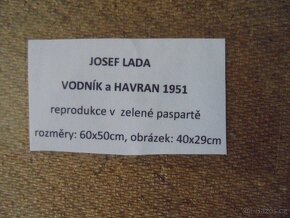 JOSEF LADA
VODNÍK a HAVRAN 1951
reprodukce v zelené paspartě
rozměry: 60x50cm, obrázek: 40x29cm